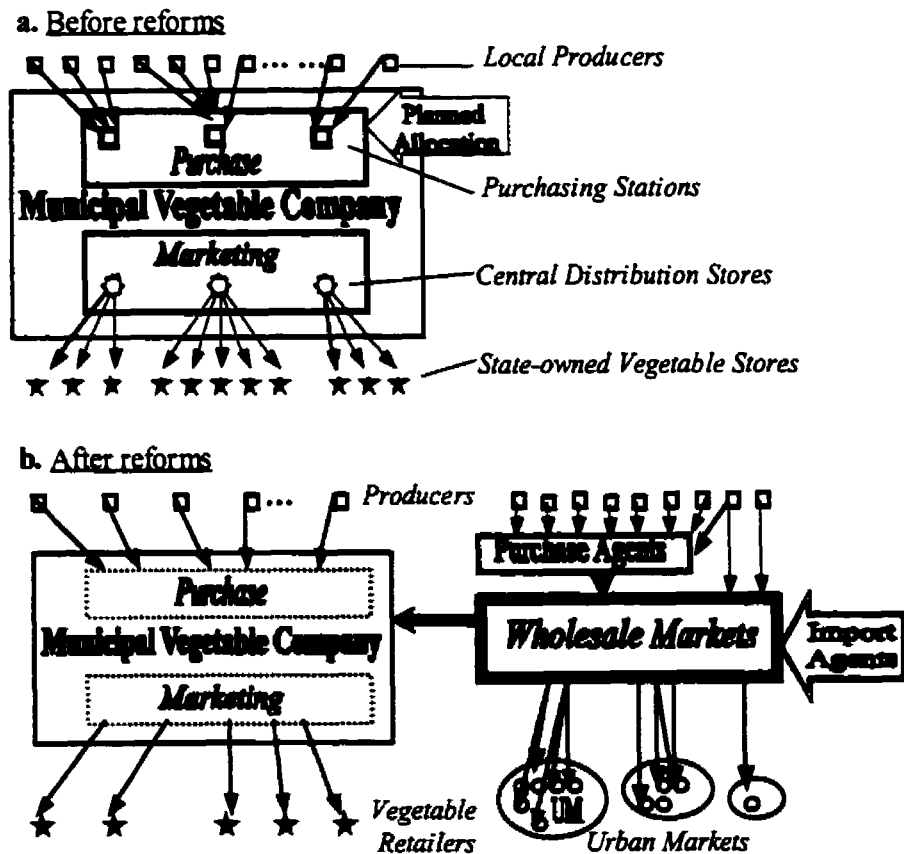 a. Before reforms
Local Producers
Planned
Allocation
Purchase
Purchasing Stations
Municipal Vegetable Company
Marketing
Central Distribution Stores
State-owned Vegetable Stores
b. After reforms
Producers
Purchase Agents
Purchase
Wholesale Markets
Import
Agents
Municipal Vegetable Company
Marketing
UM
Vegetable
Retailers
Urban Markets